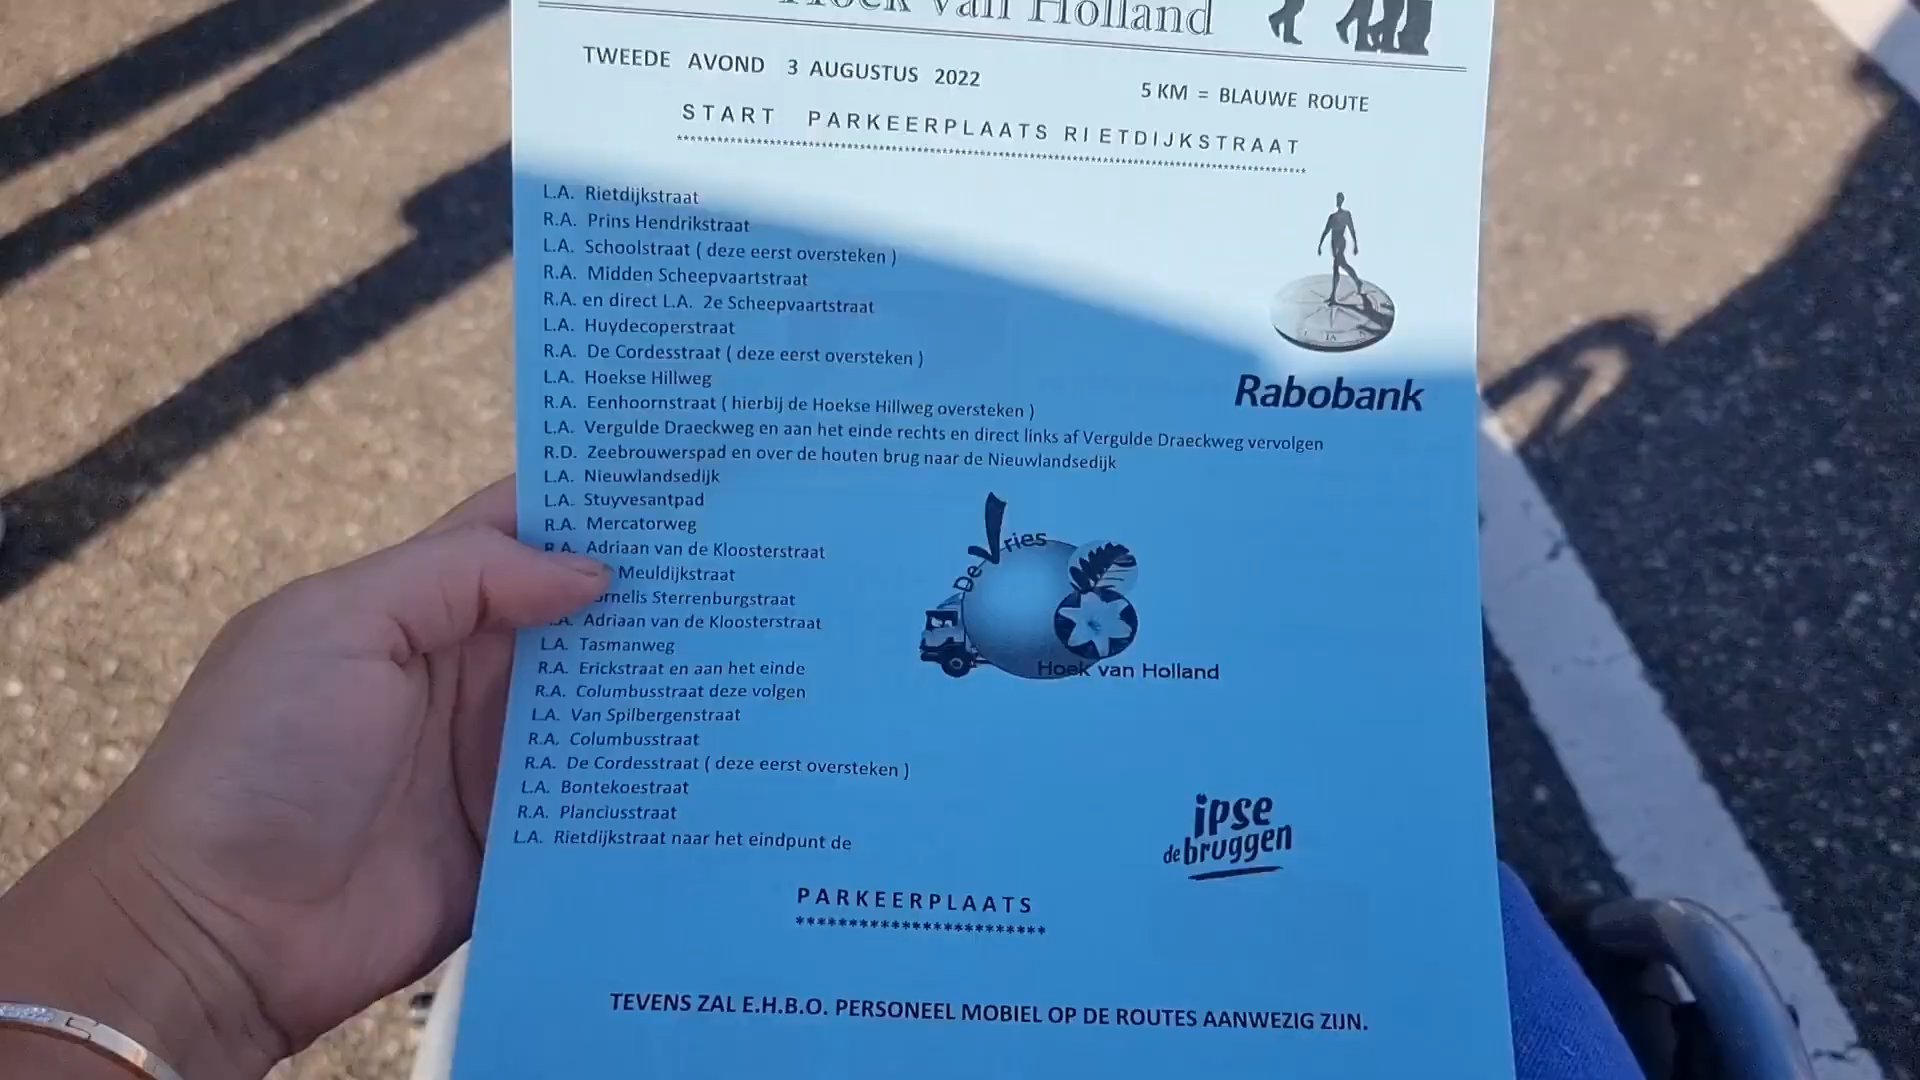 Hoek van Holland
TWEEDE AVOND 3 AUGUSTUS 2022
5 KM = BLAUWE ROUTE
START PARKEERPLAATS RIETDIJKSTRAAT
L.A. Rietdijkstraat
R.A. Prins Hendrikstraat
L.A. Schoolstraat ( deze eerst oversteken )
R.A. Midden Scheepvaartstraat
R.A. en direct L.A. 2e Scheepvaartstraat
L.A. Huydecoperstraat
R.A. De Cordesstraat ( deze eerst oversteken )
L.A. Hoekse Hillweg
R.A. Eenhoornstraat ( hierbij de Hoekse Hillweg oversteken )
L.A. Vergulde Draeckweg en aan het einde rechts en direct links af Vergulde Draeckweg vervolgen
R.D. Zeebrouwerspad en over de houten brug naar de Nieuwlandsedijk
L.A. Nieuwlandsedijk
L.A. Stuyvesantpad
R.A. Mercatorweg
R.A. Adriaan van de Kloosterstraat
Meuldijkstraat
Sterrenburgstraat
Adriaan van de Kloosterstraat
L.A. Tasmanweg
R.A. Erickstraat en aan het einde
R.A. Columbusstraat deze volgen
L.A. Van Spilbergenstraat
R.A. Columbusstraat
R.A. De Cordesstraat ( deze eerst oversteken )
L.A. Bontekoestraat
R.A. Planciusstraat
L.A. Rietdijkstraat naar het eindpunt de
PARKEERPLAATS
***********************
TEVENS ZAL E.H.B.O. PERSONEEL MOBIEL OP DE ROUTES AANWEZIG ZIJN.
Rabobank
De Vries
Hoek van Holland
ipse
de bruggen